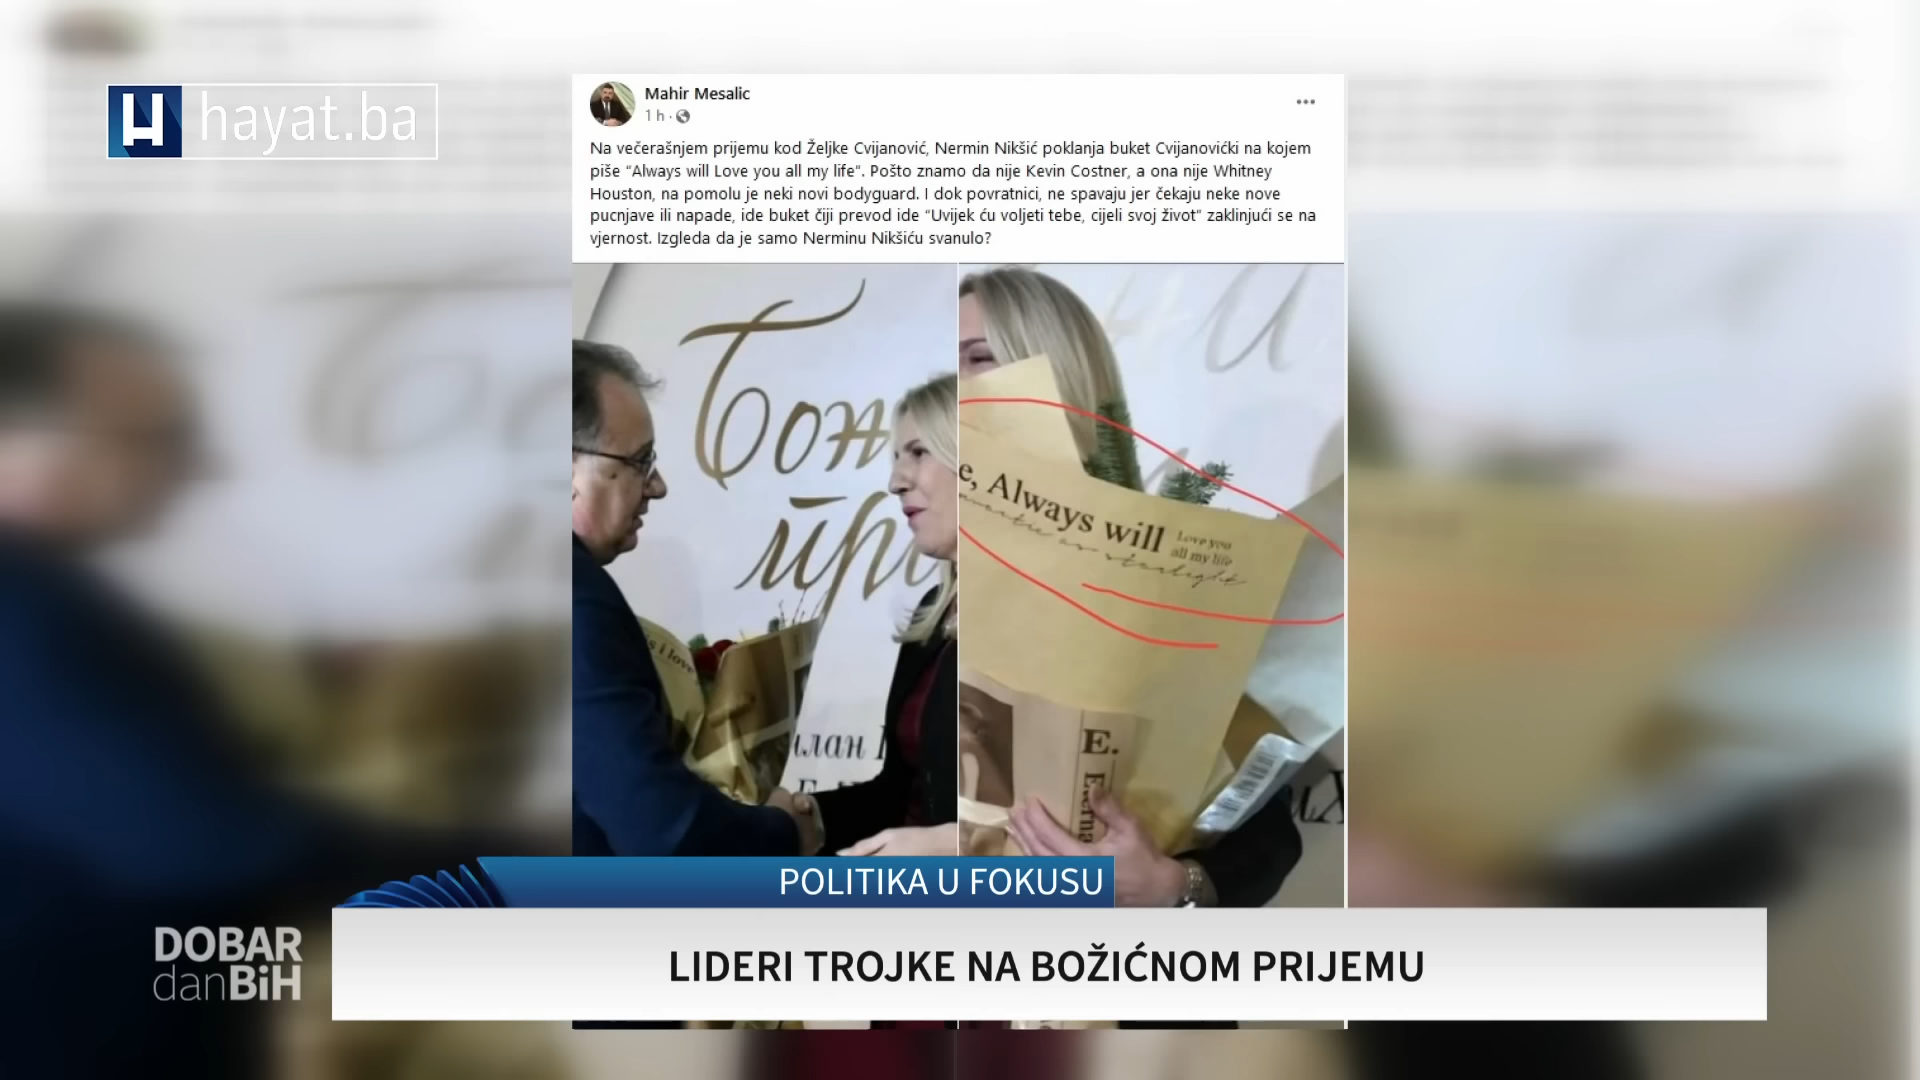 hayat.ba
Mahir Mesalic
1 h
Na večerašnjem prijemu kod Željke Cvijanović, Nermin Nikšić poklanja buket Cvijanovićki na kojem
piše "Always will Love you all my life". Pošto znamo da nije Kevin Costner, a ona nije Whitney
Houston, na pomolu je neki novi bodyguard. I dok povratnici, ne spavaju jer čekaju neke nove
pucnjave ili napade, ide buket čiji prevod ide "Uvijek ću voljeti tebe, cijeli svoj život" zaklinjući se na
vjernost. Izgleda da je samo Nerminu Nikšiću svanulo?
e, Always will
Love you
all my life
as starlight
E.
Eterna
POLITIKA U FOKUSU
LIDERI TROJKE NA BOŽIĆNOM PRIJEMU
DOBAR
danBiH